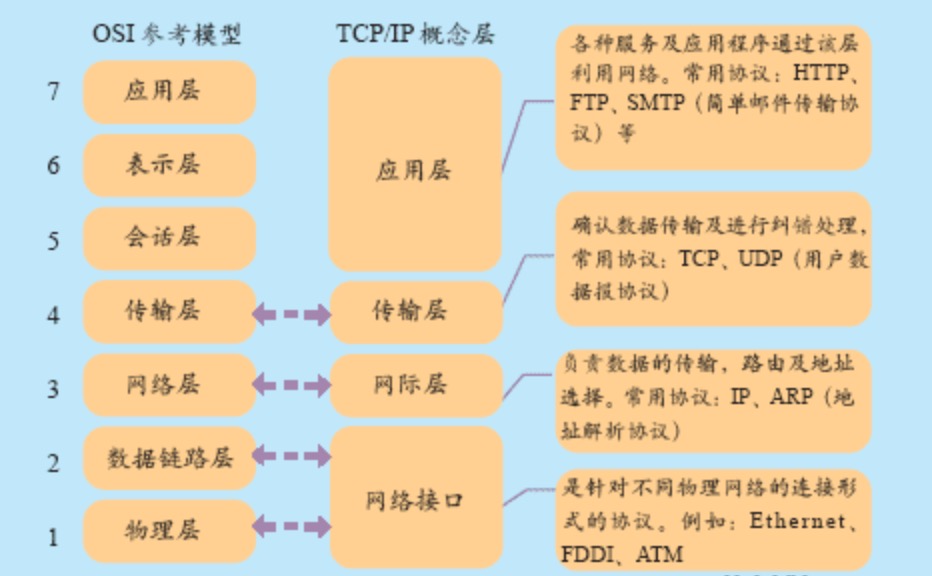 OSI 参考模型
TCP/IP 概念层
7
应用层
6
表示层
5
会话层
4
传输层
3
网络层
2
数据链路层
1
物理层
应用层
传输层
网际层
网络接口
各种服务及应用程序通过该层
利用网络。常用协议：HTTP、
FTP、SMTP（简单邮件传输协
议）等
确认数据传输及进行纠错处理，
常用协议：TCP、UDP（用户数
据报协议）
负责数据的传输，路由及地址
选择。常用协议：IP、ARP（地
址解析协议）
是针对不同物理网络的连接形
式的协议。例如：Ethernet、
FDDI、ATM